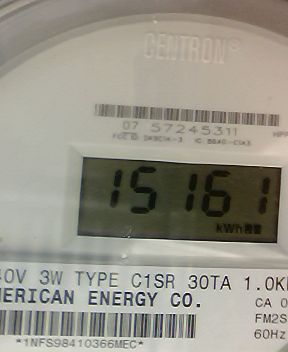 CENTRON®
07 57245311
15161
kWh
40V 3W TYPE C1SR 30TA 1.0K
MERICAN ENERGY CO.
CA 0
FM2S
60Hz
*1NFS98410366MEC*